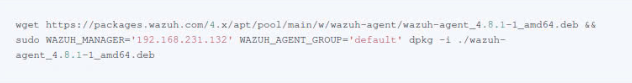 wget https://packages.wazuh.com/4.x/apt/pool/main/w/wazuh-agent/wazuh-agent_4.8.1-1_amd64.deb &&
sudo WAZUH_MANAGER='192.168.231.132' WAZUH_AGENT_GROUP='default' dpkg -i ./wazuh-
agent_4.8.1-1_amd64.deb